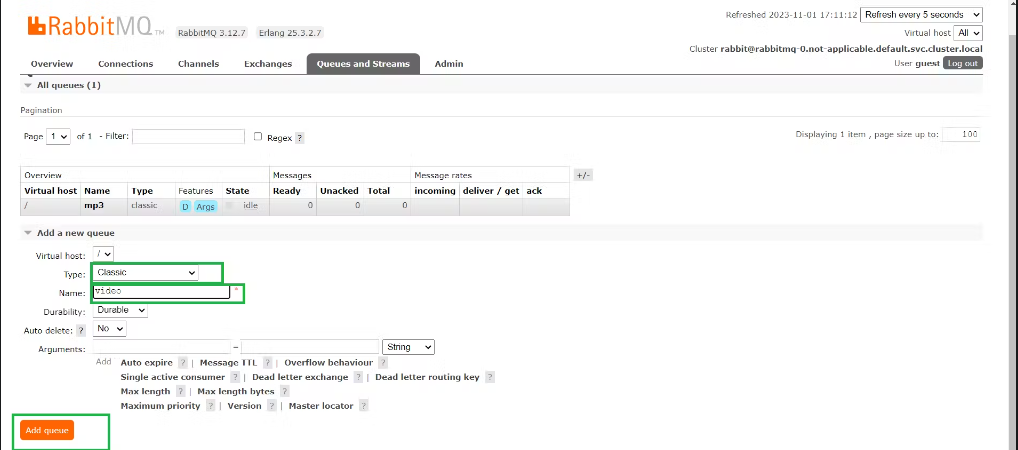 RabbitMQ TM RabbitMQ 3.12.7 Erlang 25.3.2.7
Refreshed 2023-11-01 17:11:12 Refresh every 5 seconds
Virtual host All
Cluster rabbit@rabbitmq-0.not-applicable.default.svc.cluster.local
User guest Log out
Overview Connections Channels Exchanges Queues and Streams Admin
All queues (1)
Pagination
Page 1 of 1 - Filter: Regex ?
Displaying 1 item , page size up to: 100
Overview Messages Message rates +/-
Virtual host Name Type Features State Ready Unacked Total incoming deliver / get ack
/ mp3 classic D Args idle 0 0 0
Add a new queue
Virtual host: /
Type: Classic
Name: video *
Durability: Durable
Auto delete: ? No
Arguments: = String
Add Auto expire ? | Message TTL ? | Overflow behaviour ?
Single active consumer ? | Dead letter exchange ? | Dead letter routing key ?
Max length ? | Max length bytes ?
Maximum priority ? | Version ? | Master locator ?
Add queue